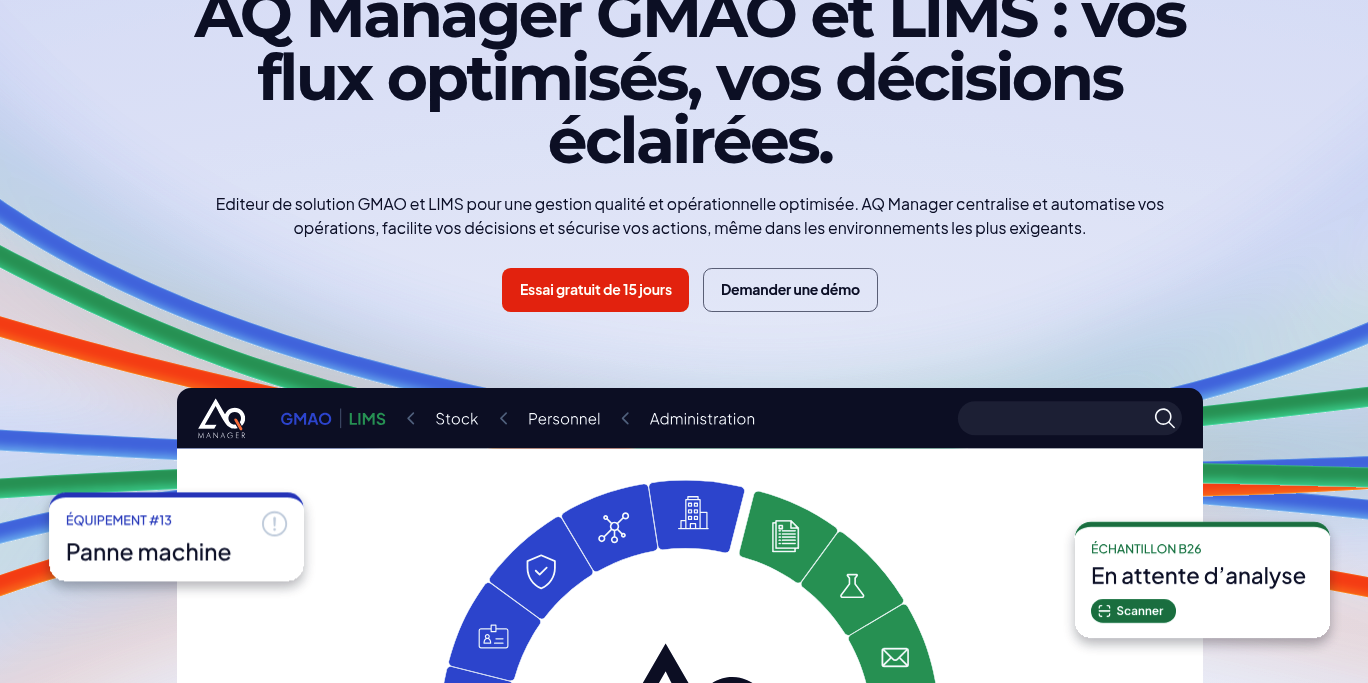 AQ Manager GMAO et LIMS : vos
flux optimisés, vos décisions
éclairées.
Editeur de solution GMAO et LIMS pour une gestion qualité et opérationnelle optimisée. AQ Manager centralise et automatise vos
opérations, facilite vos décisions et sécurise vos actions, même dans les environnements les plus exigeants.
Essai gratuit de 15 jours
Demander une démo
AQ
MANAGER
GMAO | LIMS
Stock
Personnel
Administration
ÉQUIPEMENT #13
Panne machine
ÉCHANTILLON B26
En attente d’analyse
Scanner